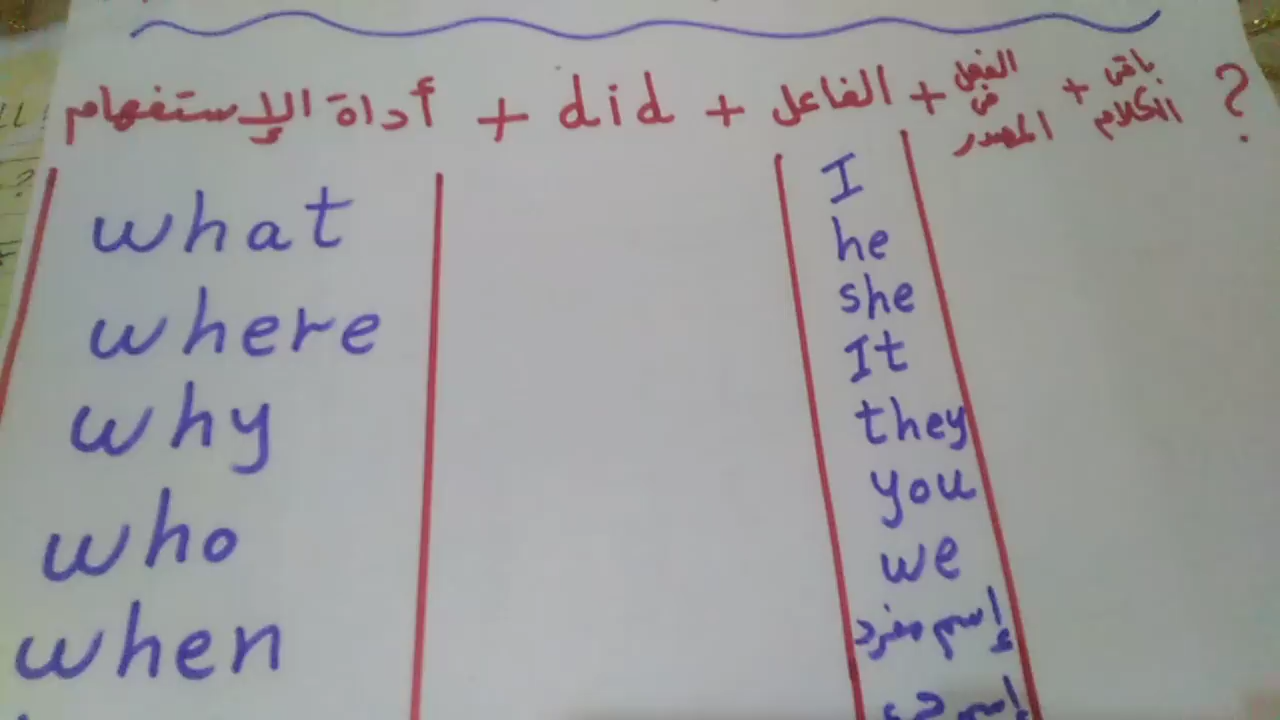 أداة الإستفهام + did + الفاعل + الفعل في المصدر + باقى الكلام ?
what
where
why
who
when
I
he
she
It
they
you
we
إسم مفرد